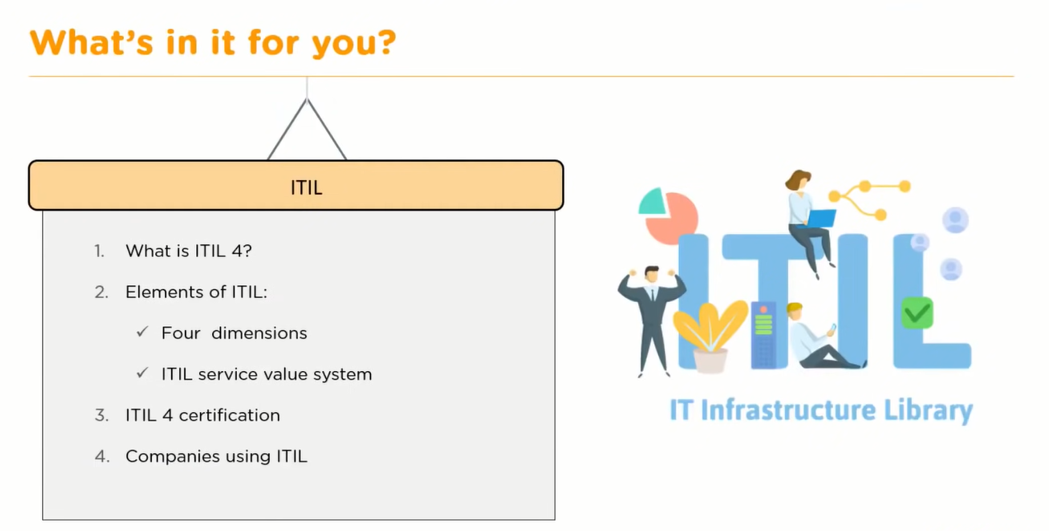 What's in it for you?
ITIL
1. What is ITIL 4?
2. Elements of ITIL:
✓ Four dimensions
✓ ITIL service value system
3. ITIL 4 certification
4. Companies using ITIL
ITIL
IT Infrastructure Library